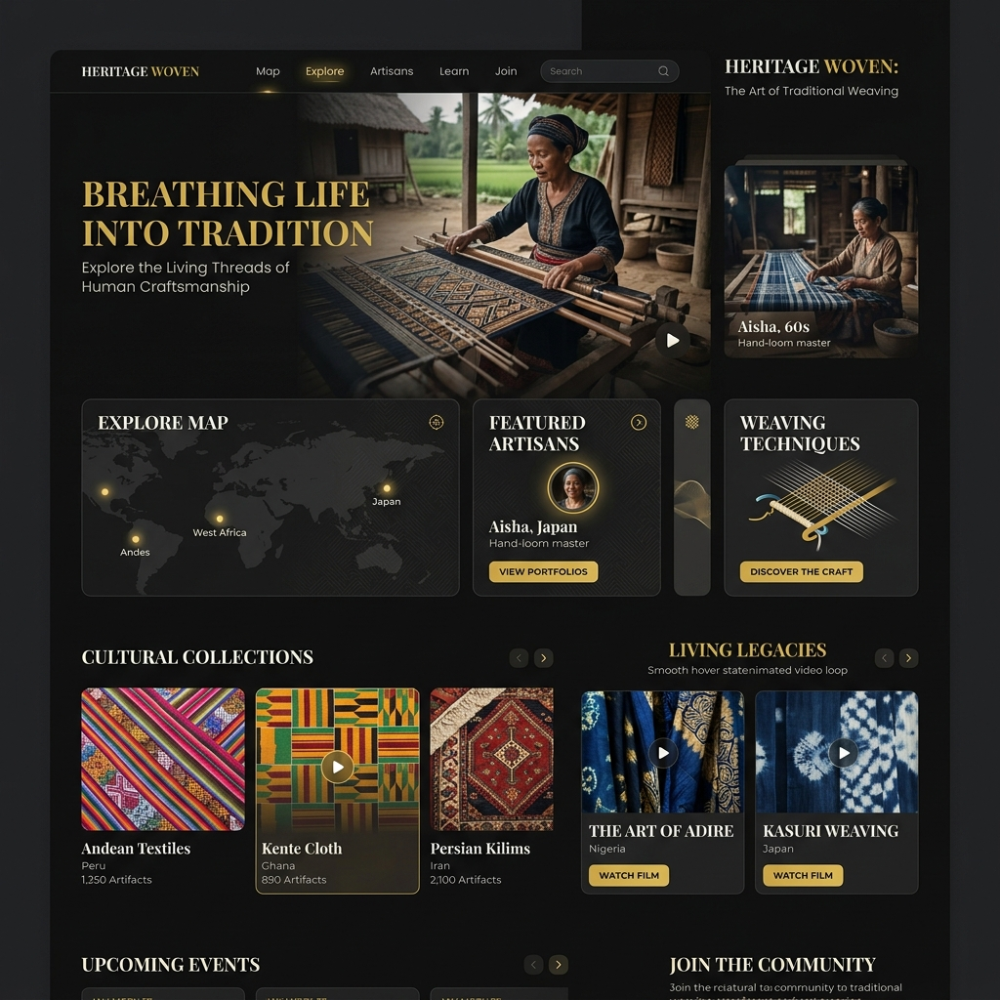 HERITAGE WOVEN
Map
Explore
Artisans
Learn
Join
Search
HERITAGE WOVEN:
The Art of Traditional Weaving
BREATHING LIFE
INTO TRADITION
Explore the Living Threads of
Human Craftsmanship
Aisha, 60s
Hand-loom master
EXPLORE MAP
Japan
West Africa
Andes
FEATURED
ARTISANS
Aisha, Japan
Hand-loom master
VIEW PORTFOLIOS
WEAVING
TECHNIQUES
DISCOVER THE CRAFT
CULTURAL COLLECTIONS
Andean Textiles
Peru
1,250 Artifacts
Kente Cloth
Ghana
890 Artifacts
Persian Kilims
Iran
2,100 Artifacts
LIVING LEGACIES
Smooth hover statenimated video loop
THE ART OF ADIRE
Nigeria
WATCH FILM
KASURI WEAVING
Japan
WATCH FILM
UPCOMING EVENTS
JOIN THE COMMUNITY
Join the community to traditional